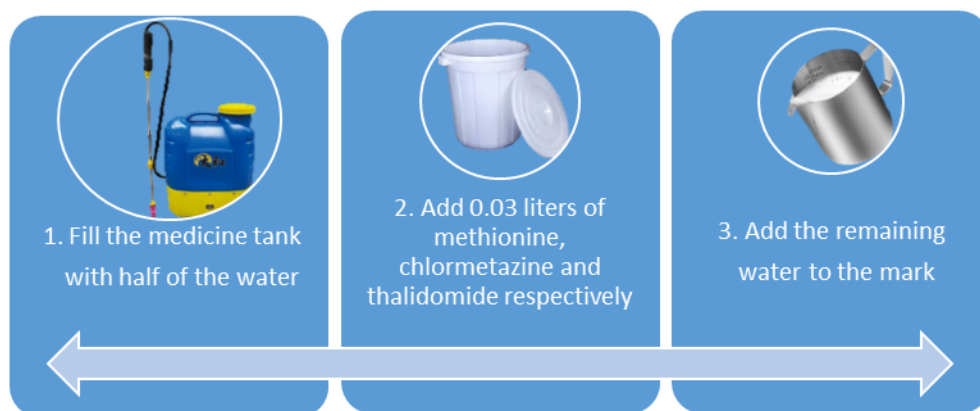 1. Fill the medicine tank
with half of the water
2. Add 0.03 liters of
methionine,
chlormetazine and
thalidomide respectively
3. Add the remaining
water to the mark